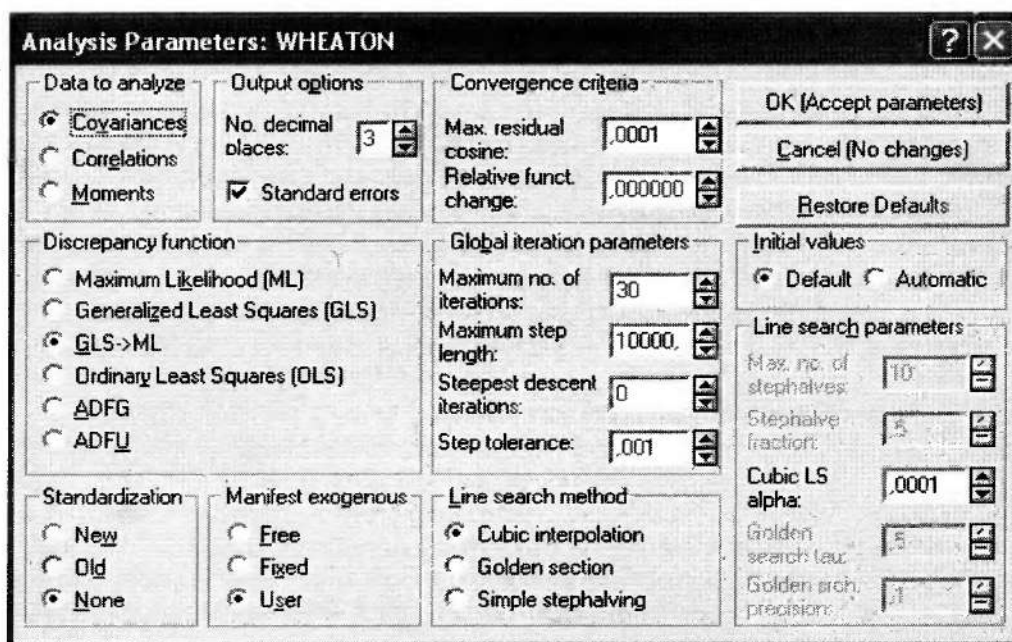 Analysis Parameters: WHEATON
Data to analyze
Covariances
Correlations
Moments
Output options
No. decimal
places:
3
Standard errors
Convergence criteria
Max. residual
cosine:
,0001
Relative funct.
change:
,000000
OK (Accept parameters)
Cancel (No changes)
Restore Defaults
Discrepancy function
Maximum Likelihood (ML)
Generalized Least Squares (GLS)
GLS->ML
Ordinary Least Squares (OLS)
ADFG
ADFU
Global iteration parameters
Maximum no. of
iterations:
30
Maximum step
length:
10000,
Steepest descent
iterations:
0
Step tolerance:
,001
Initial values
Default
Automatic
Line search parameters
Max. no. of
stephalves:
10
Stephalve
fraction:
,5
Cubic LS
alpha:
,0001
Golden
search tau:
,5
Golden srch.
precision:
,1
Standardization
New
Old
None
Manifest exogenous
Free
Fixed
User
Line search method
Cubic interpolation
Golden section
Simple stephalving